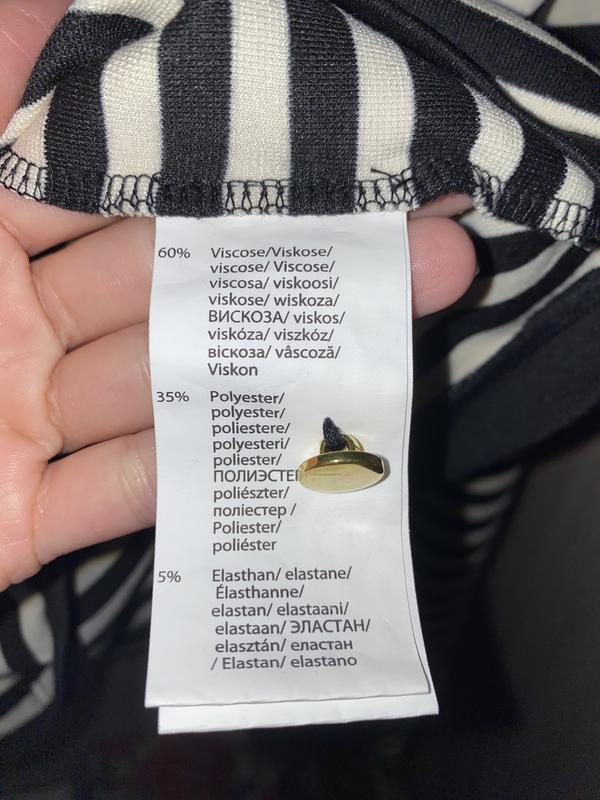 60% Viscose/Viskose/
viscose/ Viscose/
viscosa/ viskoosi/
viskose/ wiskoza/
ВИСКОЗА/ viskos/
viskóza/ viszkóz/
віскоза/ vâscoză/
Viskon
35% Polyester/
polyester/
poliestere/
polyesteri/
poliester/
poliészter/
поліестер /
Poliester/
poliéster
5% Elasthan/ elastane/
Élasthanne/
elastan/ elastaani/
elastaan/ ЭЛАСТАН/
elasztán/ еластан
/ Elastan/ elastano